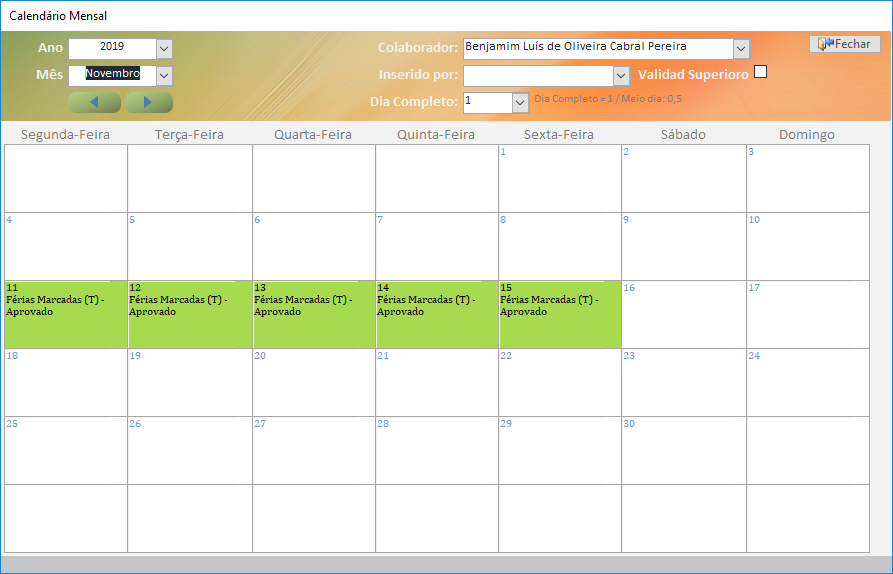 Calendário Mensal
Ano 2019 Colaborador: Benjamim Luís de Oliveira Cabral Pereira Fechar
Mês Novembro Inserido por: Validad Superioro
Dia Completo: 1 Dia Completo = 1 / Meio dia: 0,5
Segunda-Feira Terça-Feira Quarta-Feira Quinta-Feira Sexta-Feira Sábado Domingo
1 2 3
4 5 6 7 8 9 10
11 12 13 14 15 16 17
Férias Marcadas (T) - Férias Marcadas (T) - Férias Marcadas (T) - Férias Marcadas (T) - Férias Marcadas (T) -
Aprovado Aprovado Aprovado Aprovado Aprovado
18 19 20 21 22 23 24
25 26 27 28 29 30